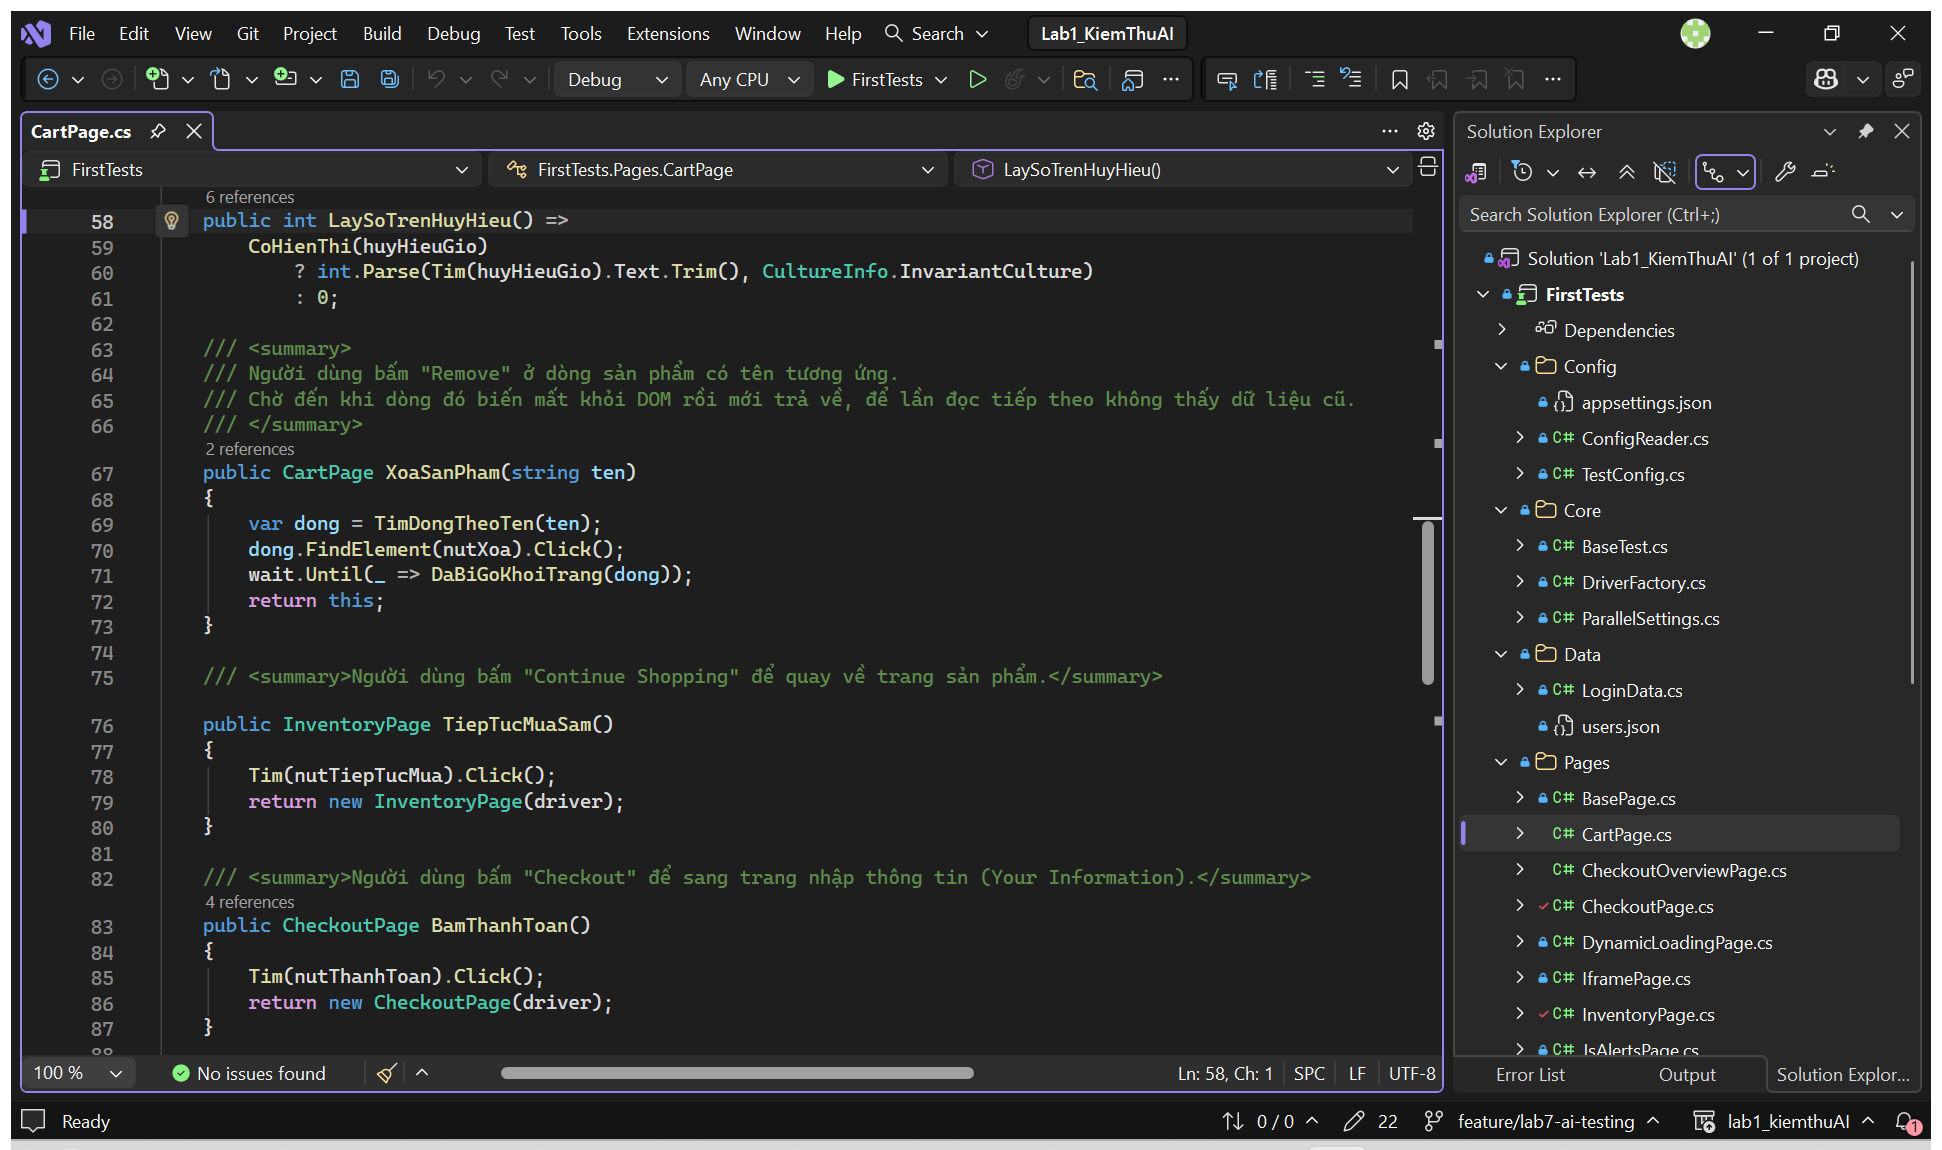 File Edit View Git Project Build Debug Test Tools Extensions Window Help Search Lab1_KiemThuAI
Debug Any CPU FirstTests
CartPage.cs
FirstTests FirstTests.Pages.CartPage LaySoTrenHuyHieu()
6 references
58 public int LaySoTrenHuyHieu() =>
59 CoHienThi(huyHieuGio)
60 ? int.Parse(Tim(huyHieuGio).Text.Trim(), CultureInfo.InvariantCulture)
61 : 0;
62
63 /// <summary>
64 /// Người dùng bấm "Remove" ở dòng sản phẩm có tên tương ứng.
65 /// Chờ đến khi dòng đó biến mất khỏi DOM rồi mới trả về, để lần đọc tiếp theo không thấy dữ liệu cũ.
66 /// </summary>
2 references
67 public CartPage XoaSanPham(string ten)
68 {
69 var dong = TimDongTheoTen(ten);
70 dong.FindElement(nutXoa).Click();
71 wait.Until(_ => DaBiGoKhoiTrang(dong));
72 return this;
73 }
74
75 /// <summary>Người dùng bấm "Continue Shopping" để quay về trang sản phẩm.</summary>
76 public InventoryPage TiepTucMuaSam()
77 {
78 Tim(nutTiepTucMua).Click();
79 return new InventoryPage(driver);
80 }
81
82 /// <summary>Người dùng bấm "Checkout" để sang trang nhập thông tin (Your Information).</summary>
4 references
83 public CheckoutPage BamThanhToan()
84 {
85 Tim(nutThanhToan).Click();
86 return new CheckoutPage(driver);
87 }
88
100 % No issues found Ln: 58, Ch: 1 SPC LF UTF-8
Solution Explorer
Search Solution Explorer (Ctrl+;)
Solution 'Lab1_KiemThuAI' (1 of 1 project)
FirstTests
Dependencies
Config
appsettings.json
C# ConfigReader.cs
C# TestConfig.cs
Core
C# BaseTest.cs
C# DriverFactory.cs
C# ParallelSettings.cs
Data
C# LoginData.cs
users.json
Pages
C# BasePage.cs
C# CartPage.cs
C# CheckoutOverviewPage.cs
C# CheckoutPage.cs
C# DynamicLoadingPage.cs
C# IframePage.cs
C# InventoryPage.cs
C# JsAlertsPage.cs
Error List Output Solution Explor...
Ready 0 / 0 22 feature/lab7-ai-testing lab1_kiemthuAI 1